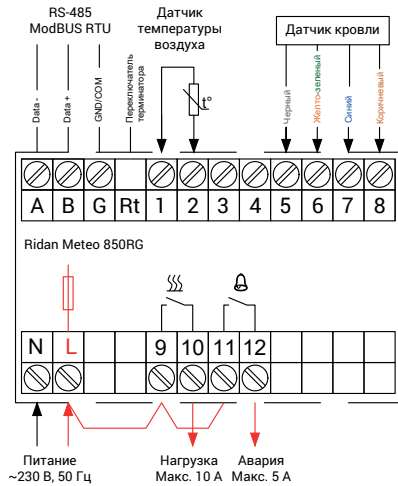 RS-485
ModBUS RTU
Датчик
температуры
воздуха
Датчик кровли
Data -
Data +
GND/COM
Переключатель
терминатора
t°
Черный
Желто-зеленый
Синий
Коричневый
A B G Rt 1 2 3 4 5 6 7 8
Ridan Meteo 850RG
N L 9 10 11 12
Питание
~230 В, 50 Гц
Нагрузка
Макс. 10 А
Авария
Макс. 5 А